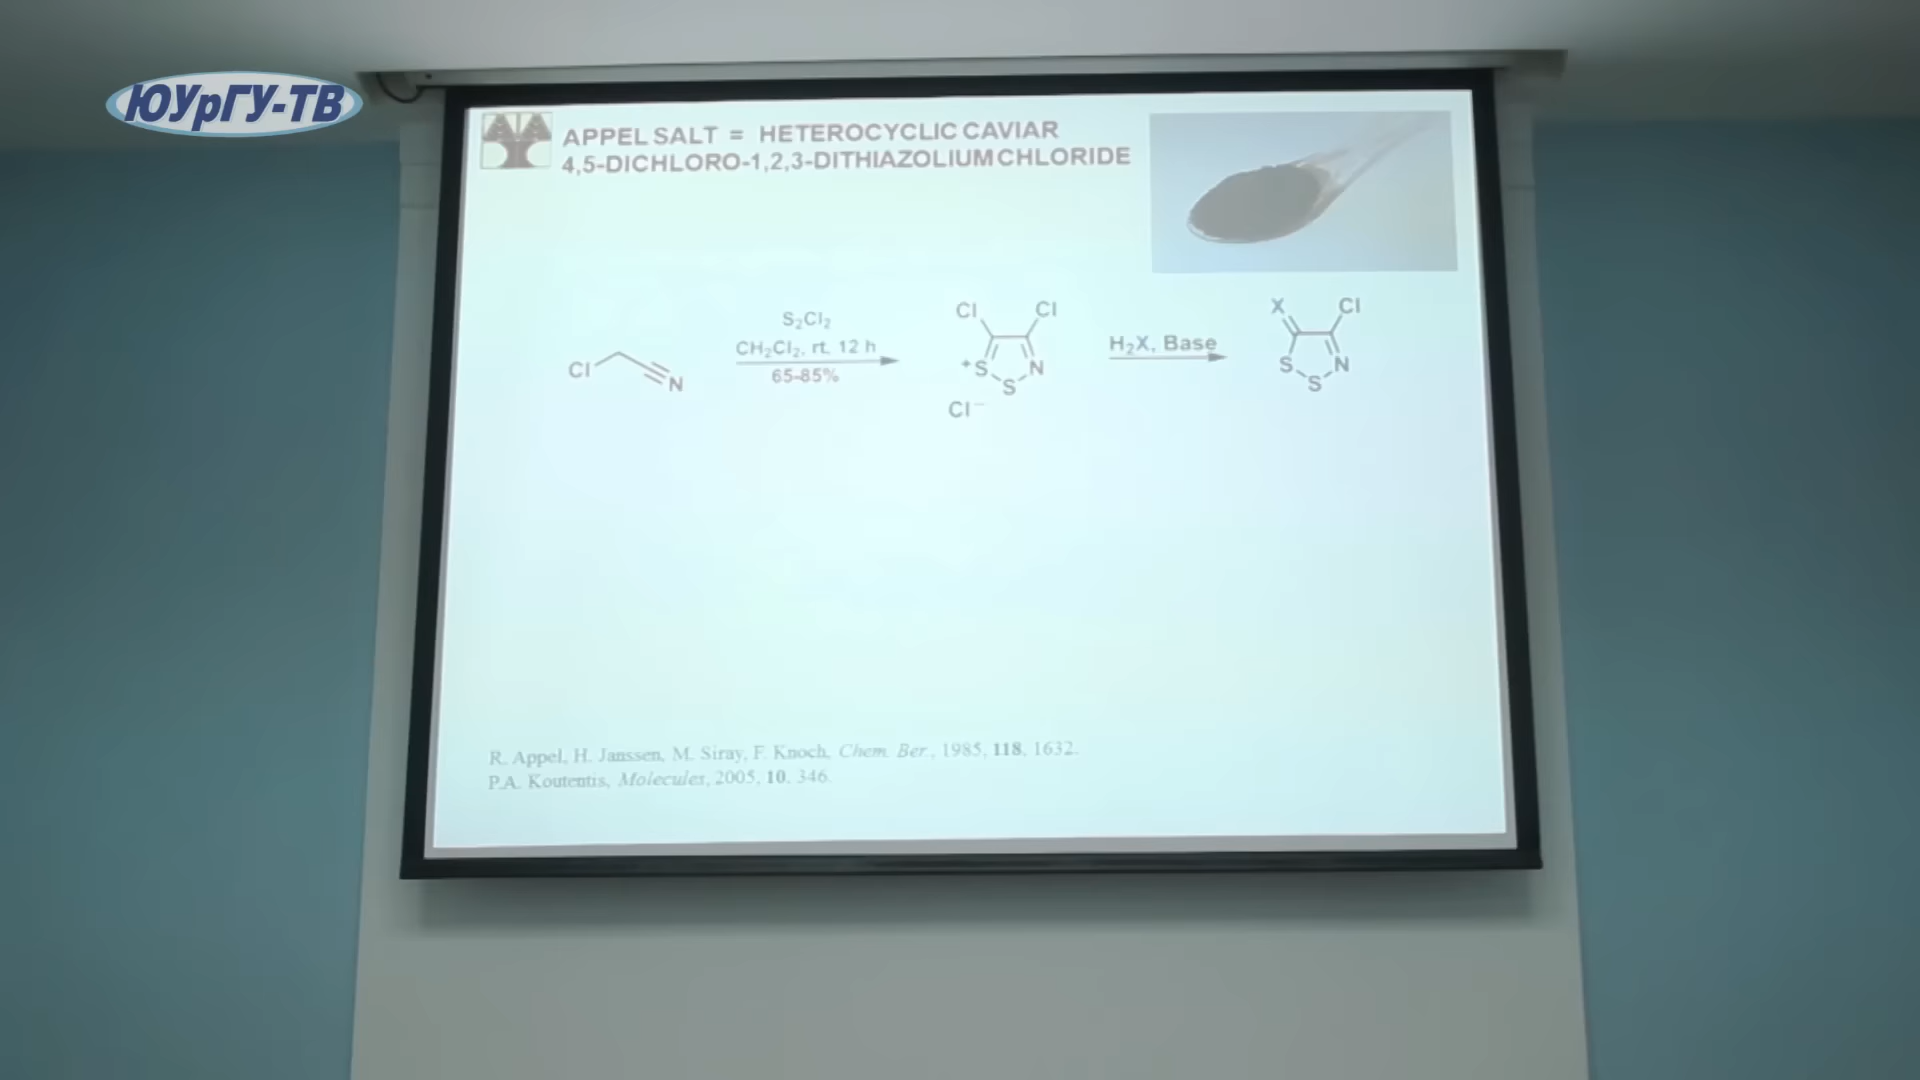 ЮУрГУ-ТВ
APPEL SALT = HETEROCYCLIC CAVIAR
4,5-DICHLORO-1,2,3-DITHIAZOLIUM CHLORIDE
S₂Cl₂
CH₂Cl₂, rt, 12 h
65-85%
Cl
N
Cl Cl
+S
S
N
Cl⁻
H₂X, Base
X Cl
S
S
N
R. Appel, H. Janssen, M. Siray, F. Knoch, Chem. Ber., 1985, 118, 1632.
P.A. Koutentis, Molecules, 2005, 10, 346.